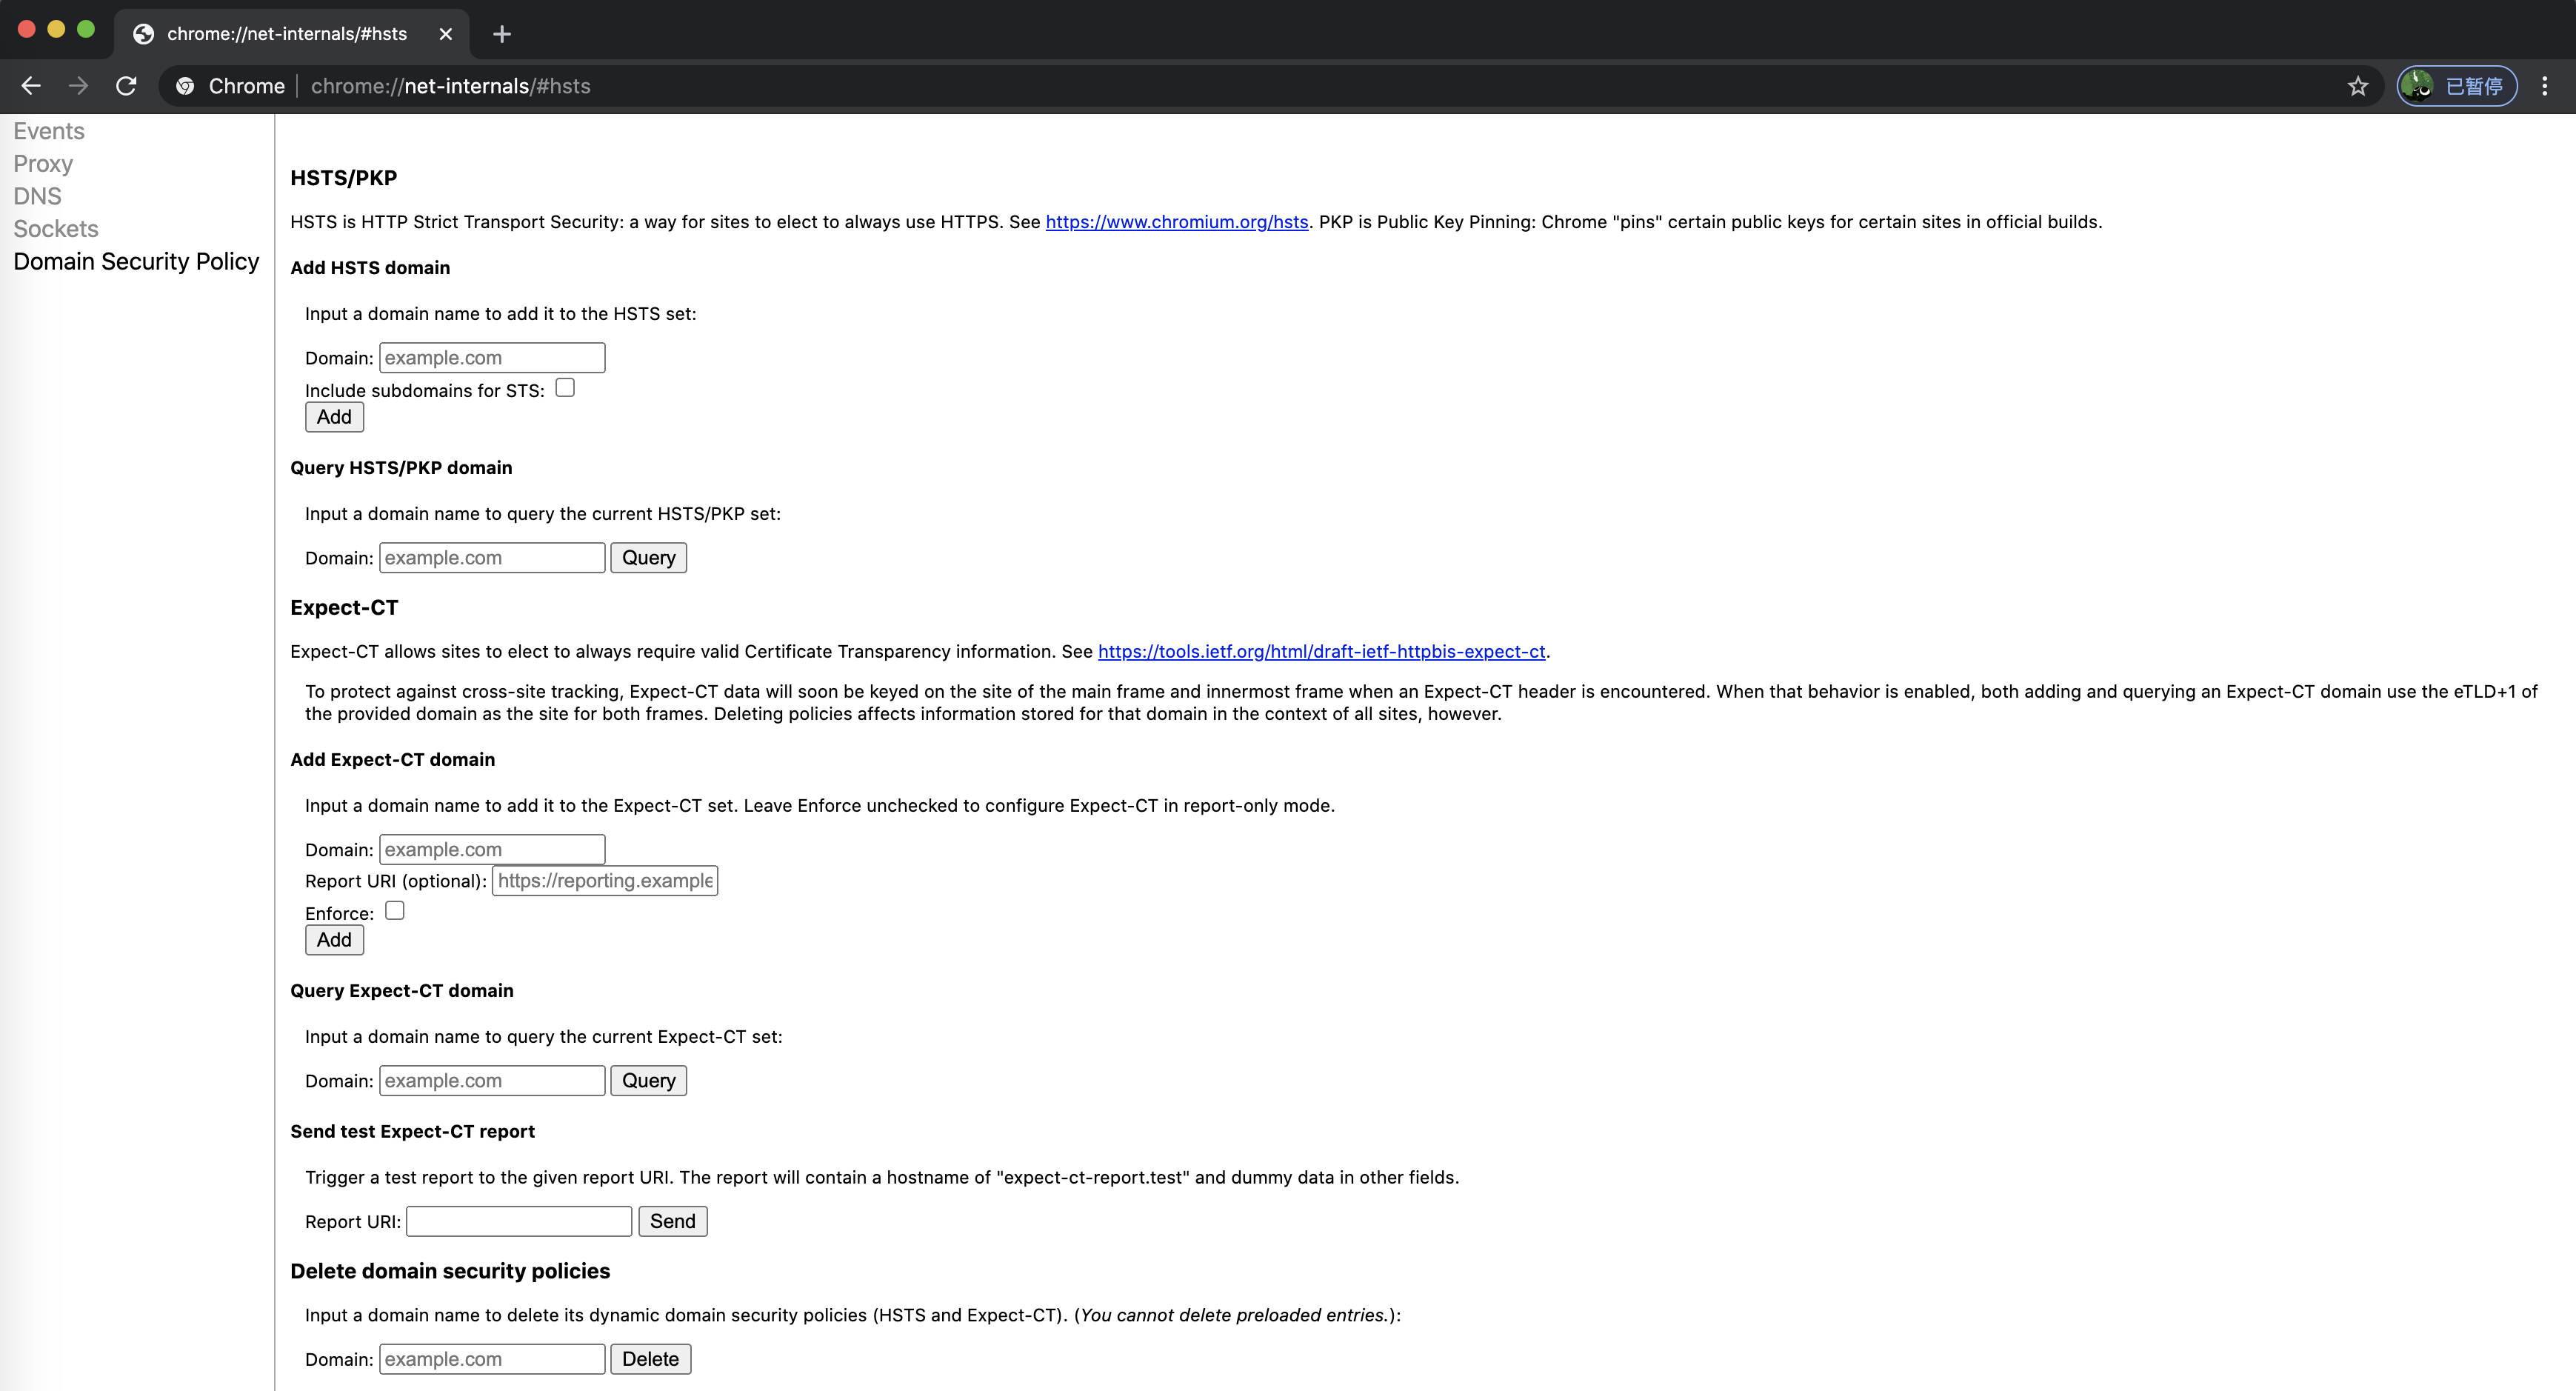 chrome://net-internals/#hsts
Chrome | chrome://net-internals/#hsts
已暂停
Events
Proxy
DNS
Sockets
Domain Security Policy
HSTS/PKP
HSTS is HTTP Strict Transport Security: a way for sites to elect to always use HTTPS. See https://www.chromium.org/hsts. PKP is Public Key Pinning: Chrome "pins" certain public keys for certain sites in official builds.
Add HSTS domain
Input a domain name to add it to the HSTS set:
Domain: example.com
Include subdomains for STS:
Add
Query HSTS/PKP domain
Input a domain name to query the current HSTS/PKP set:
Domain: example.com Query
Expect-CT
Expect-CT allows sites to elect to always require valid Certificate Transparency information. See https://tools.ietf.org/html/draft-ietf-httpbis-expect-ct.
To protect against cross-site tracking, Expect-CT data will soon be keyed on the site of the main frame and innermost frame when an Expect-CT header is encountered. When that behavior is enabled, both adding and querying an Expect-CT domain use the eTLD+1 of
the provided domain as the site for both frames. Deleting policies affects information stored for that domain in the context of all sites, however.
Add Expect-CT domain
Input a domain name to add it to the Expect-CT set. Leave Enforce unchecked to configure Expect-CT in report-only mode.
Domain: example.com
Report URI (optional): https://reporting.example
Enforce:
Add
Query Expect-CT domain
Input a domain name to query the current Expect-CT set:
Domain: example.com Query
Send test Expect-CT report
Trigger a test report to the given report URI. The report will contain a hostname of "expect-ct-report.test" and dummy data in other fields.
Report URI: Send
Delete domain security policies
Input a domain name to delete its dynamic domain security policies (HSTS and Expect-CT). (You cannot delete preloaded entries.):
Domain: example.com Delete